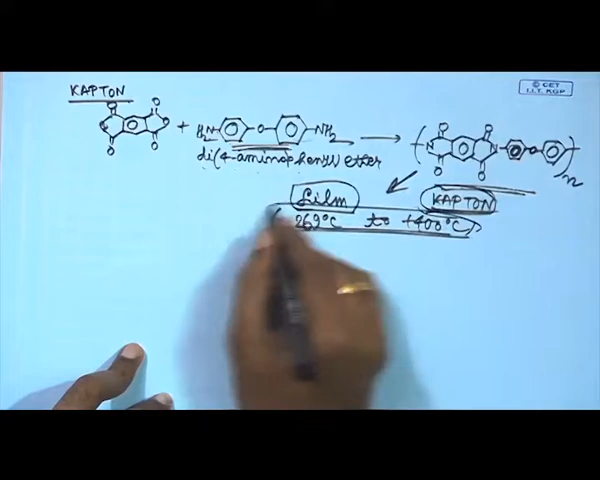 © CET
I.I.T. KGP
KAPTON
+ H₂N O NH₂
di(4-aminophenyl) ether
n
film KAPTON
269°C to +400°C)